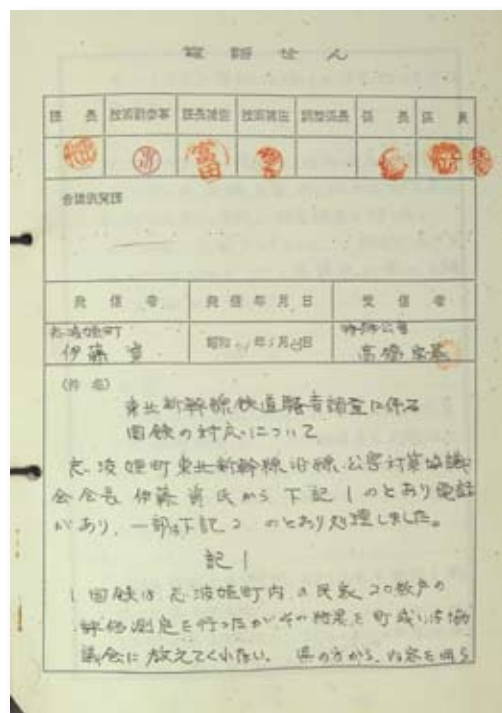 電話せん
課長 技術副参事 課長補佐 技術補佐 調整係長 係長 係員
富田
合議供覧印
発信者 発信年月日 受信者
志波姫町
伊藤
昭和 年5月 日
特殊公害
高橋
(件名)
東北新幹線鉄道騒音調査に係る
国鉄の対応について
志波姫町東北新幹線沿線公害対策協議
会会長 伊藤 氏から下記1のとおり電話
があり、一部は下記2のとおり処理しました。
記1
1 国鉄は志波姫町内の民家20数戸の
評価測定を行ったがその結果を町或いは協
議会に教えてくれない。県の方から、内容を明ら